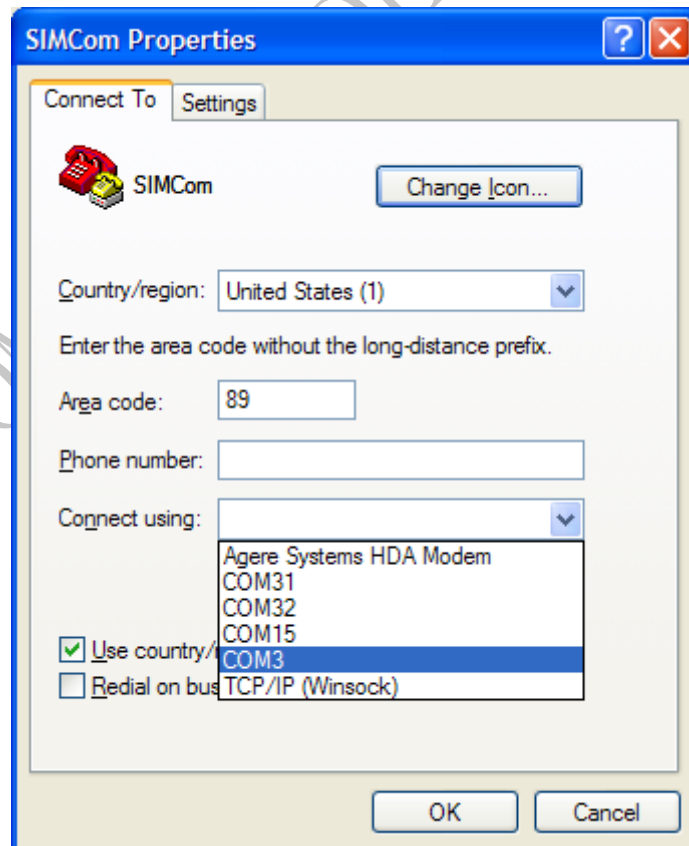 SIMCom Properties
?
Connect To Settings
SIMCom
Change Icon...
Country/region: United States (1)
Enter the area code without the long-distance prefix.
Area code: 89
Phone number:
Connect using:
Agere Systems HDA Modem
COM31
COM32
COM15
Use country/
COM3
Redial on bus
TCP/IP (Winsock)
OK Cancel